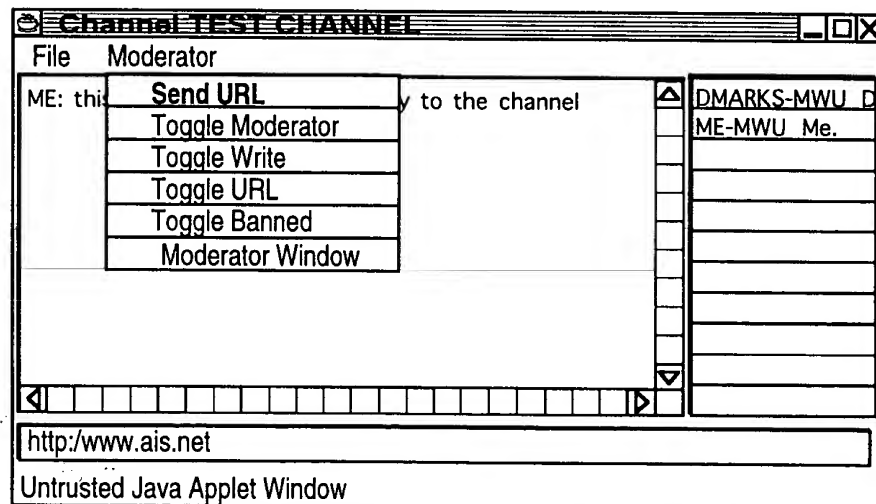 Channel TEST CHANNEL
File Moderator
ME: this y to the channel
Send URL
Toggle Moderator
Toggle Write
Toggle URL
Toggle Banned
Moderator Window
DMARKS-MWU D
ME-MWU Me.
http:/www.ais.net
Untrusted Java Applet Window